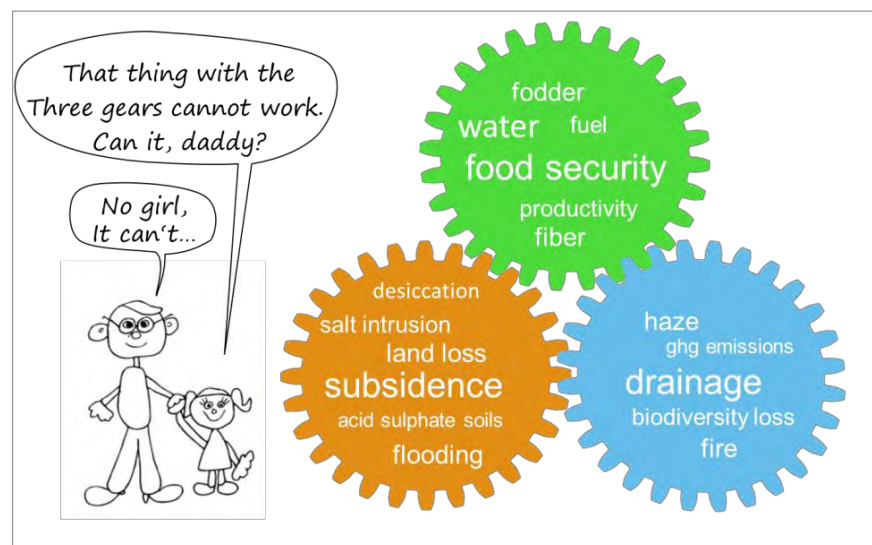 That thing with the
Three gears cannot work.
Can it, daddy?
No girl,
It can't...
fodder
water fuel
food security
productivity
fiber
desiccation
salt intrusion
land loss
subsidence
acid sulphate soils
flooding
haze
ghg emissions
drainage
biodiversity loss
fire